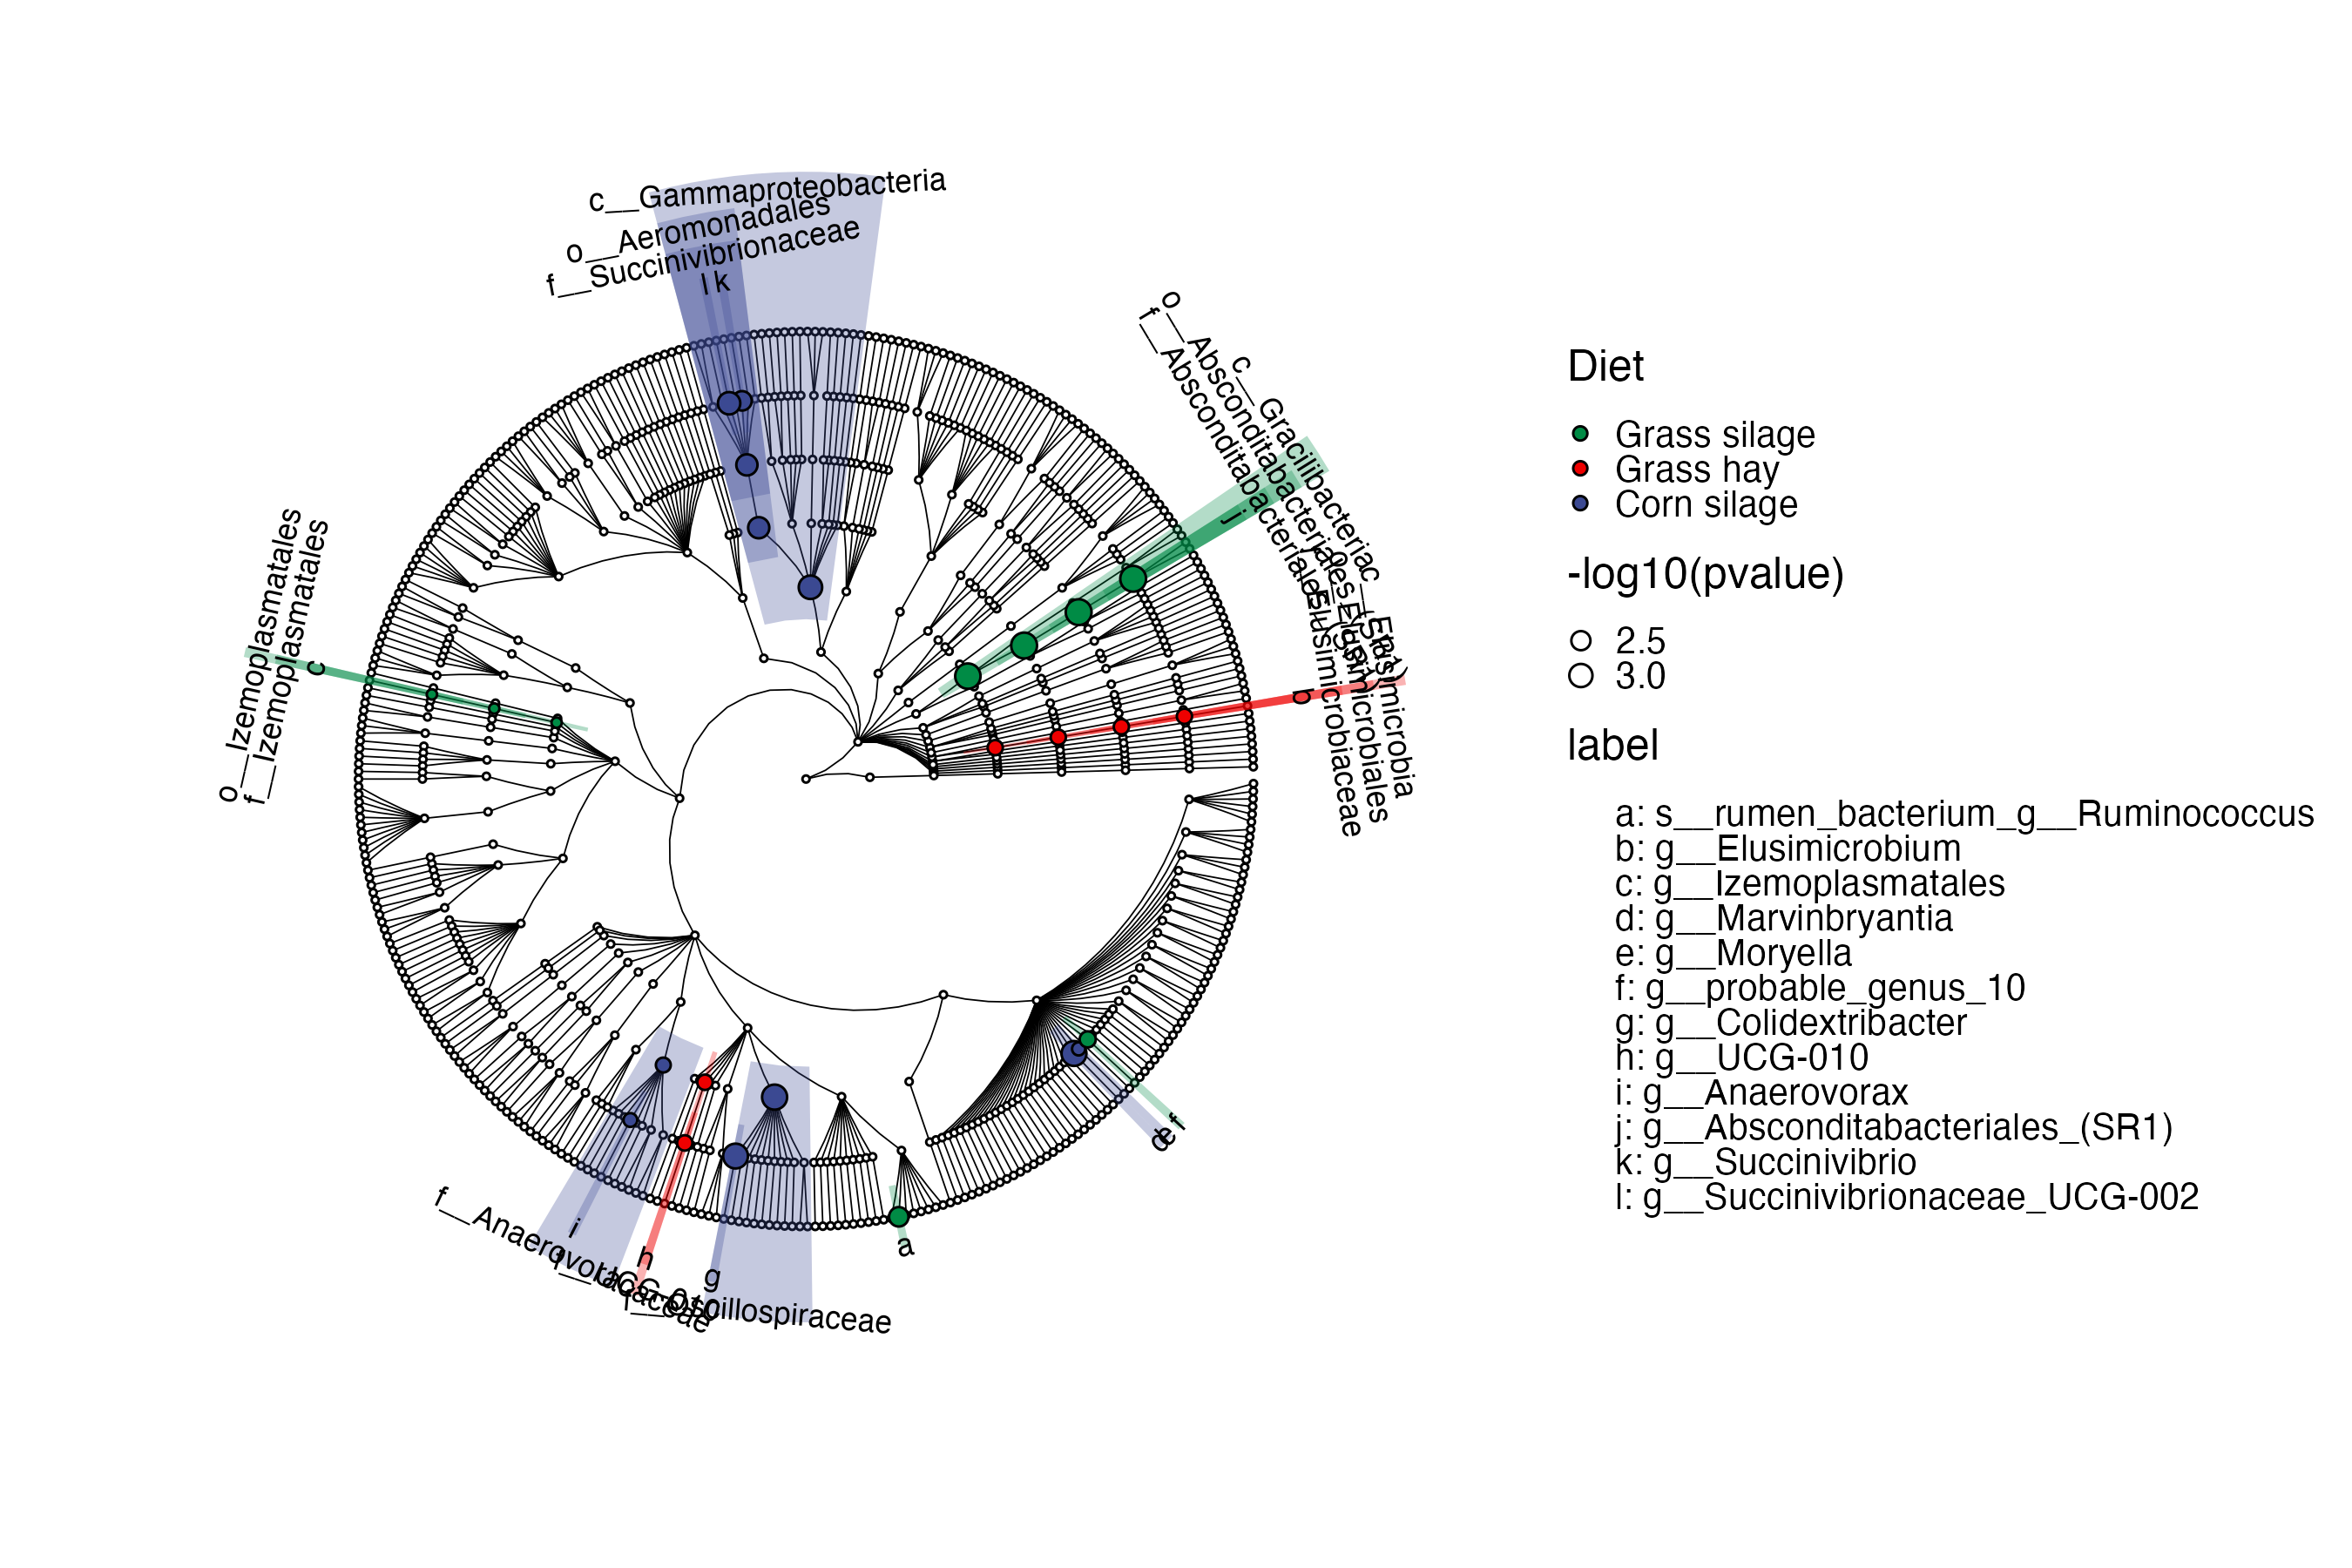 c__Gammaproteobacteria
o__Aeromonadales
f__Succinivibrionaceae
l
k
c__Gracilibacteria
o__Absconditabacteriales_(SR1)
f__Absconditabacteriales_(SR1)
j
c__Elusimicrobia
o__Elusimicrobiales
f__Elusimicrobiaceae
b
o__Izemoplasmatales
f__Izemoplasmatales
c
f__Anaerovoracaceae
i
f__UCG-010
h
f__Oscillospiraceae
g
a
d
e
f
Diet
Grass silage
Grass hay
Corn silage
-log10(pvalue)
2.5
3.0
label
a: s__rumen_bacterium_g__Ruminococcus
b: g__Elusimicrobium
c: g__Izemoplasmatales
d: g__Marvinbryantia
e: g__Moryella
f: g__probable_genus_10
g: g__Colidextribacter
h: g__UCG-010
i: g__Anaerovorax
j: g__Absconditabacteriales_(SR1)
k: g__Succinivibrio
l: g__Succinivibrionaceae_UCG-002